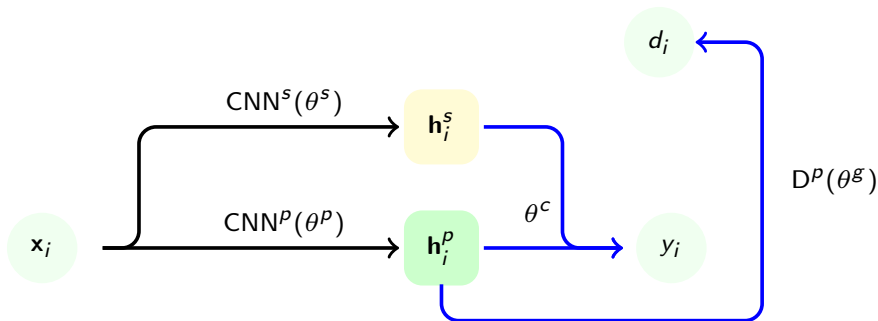 d_i
CNN^s(θ^s)
h_i^s
D^p(θ^g)
CNN^p(θ^p)
θ^c
x_i
h_i^p
y_i